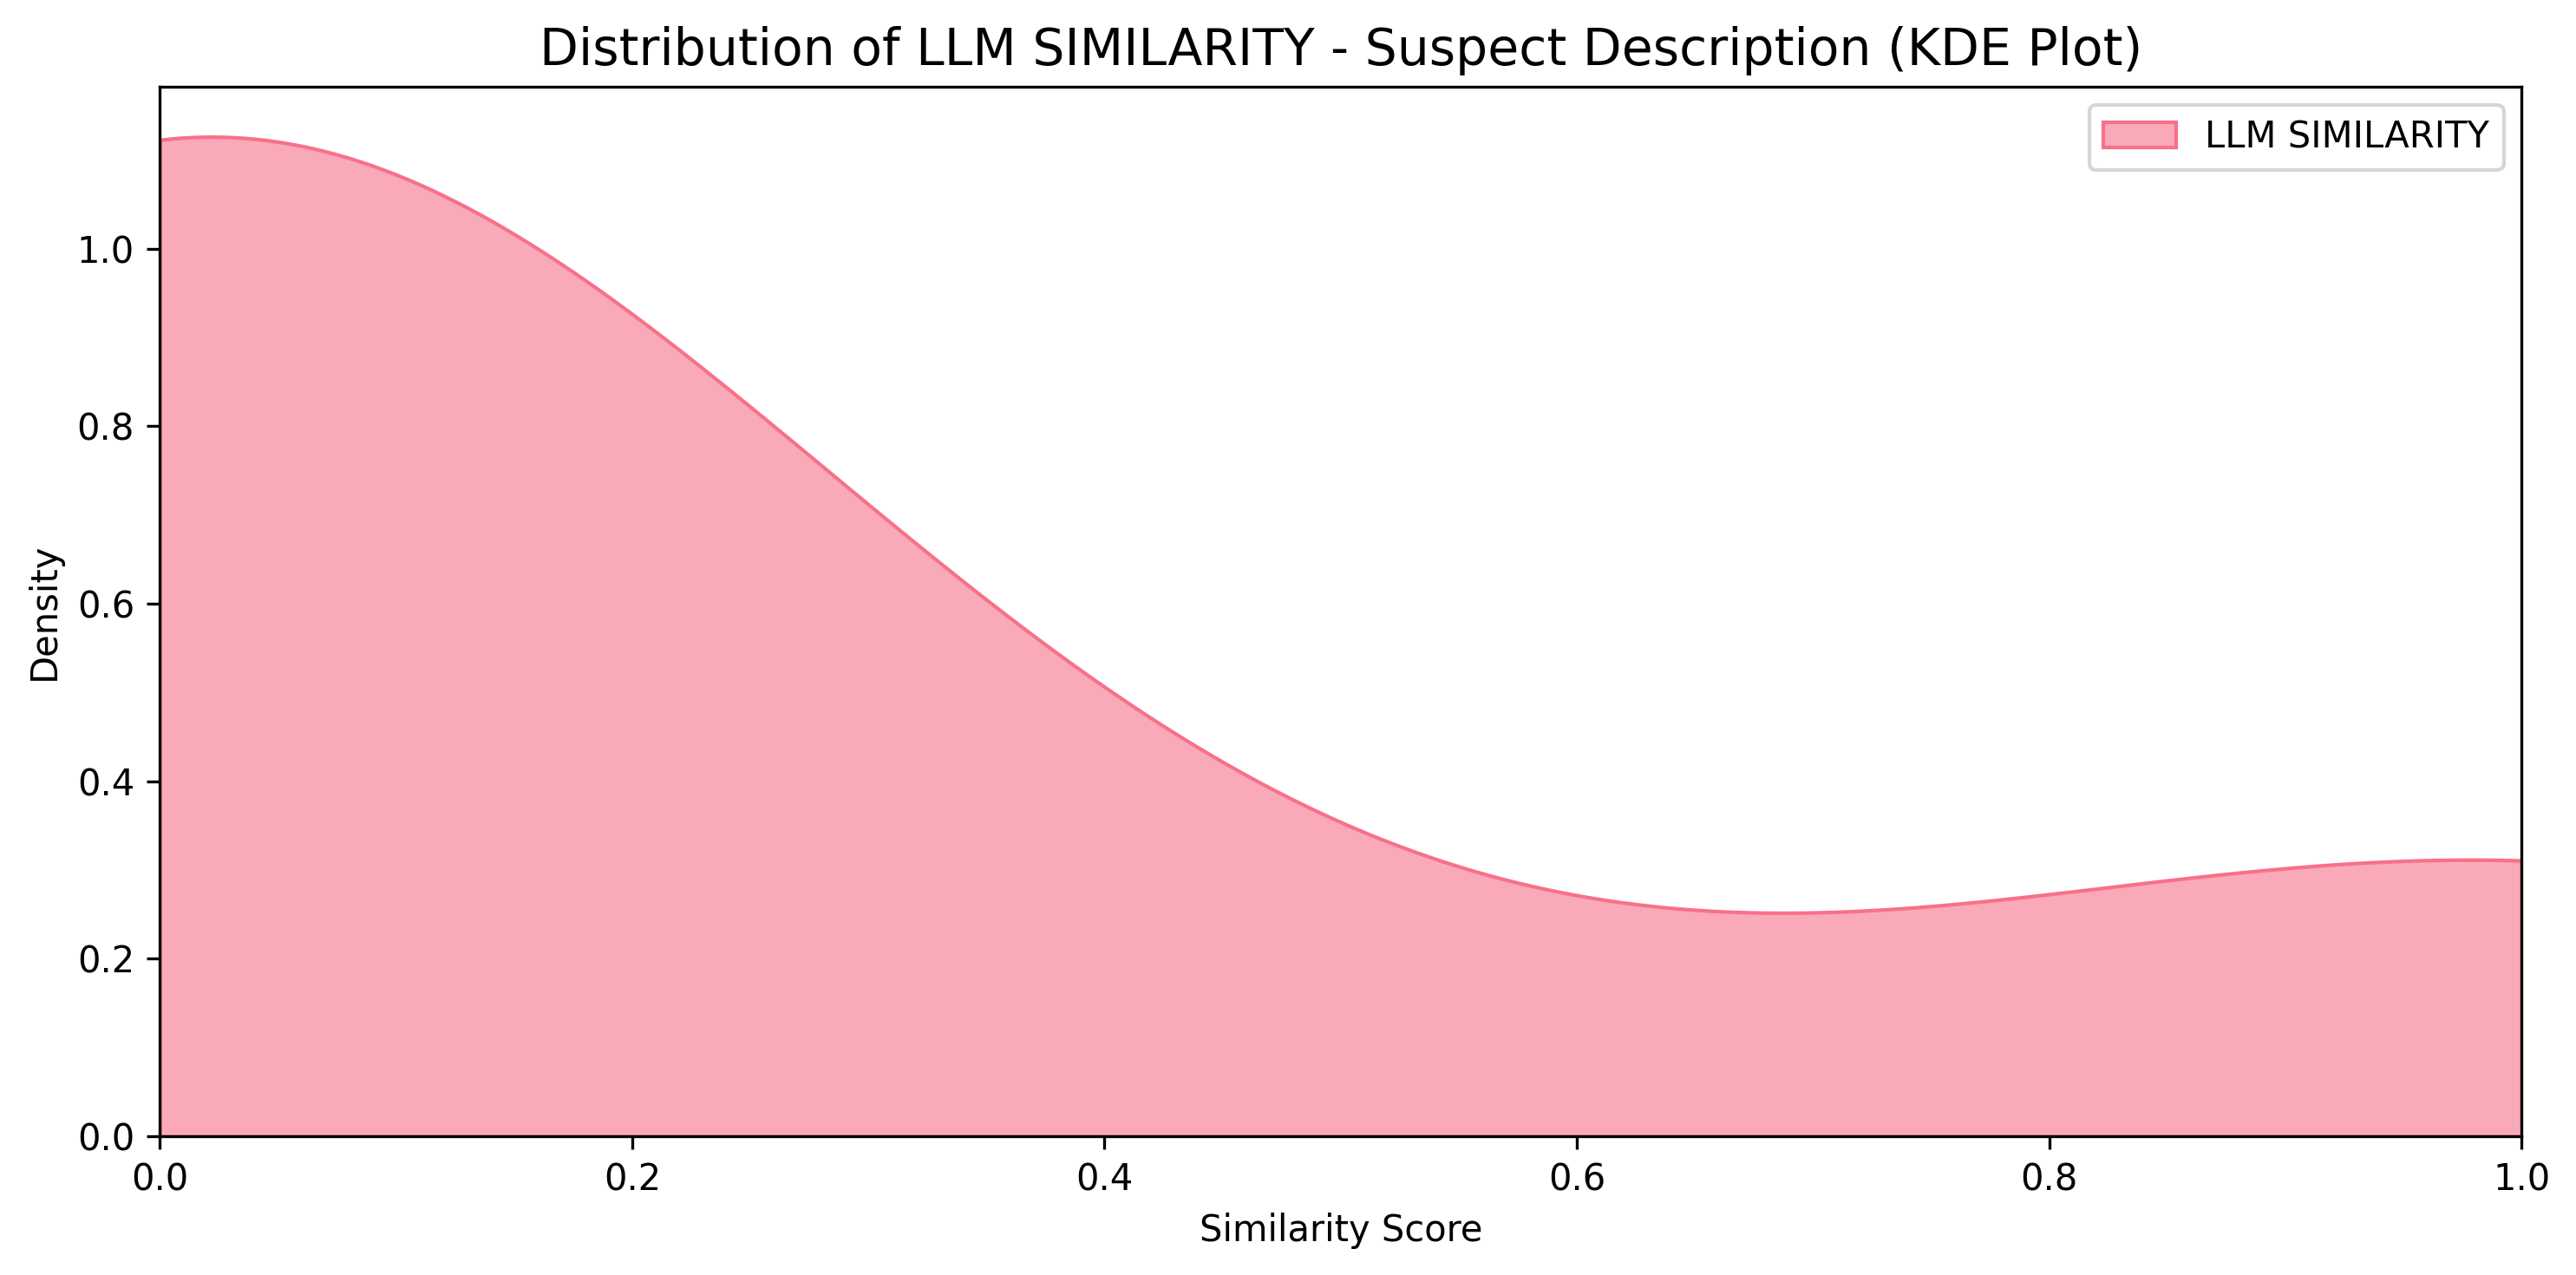 Distribution of LLM SIMILARITY - Suspect Description (KDE Plot)
LLM SIMILARITY
Density
1.0
0.8
0.6
0.4
0.2
0.0
0.0 0.2 0.4 0.6 0.8 1.0
Similarity Score